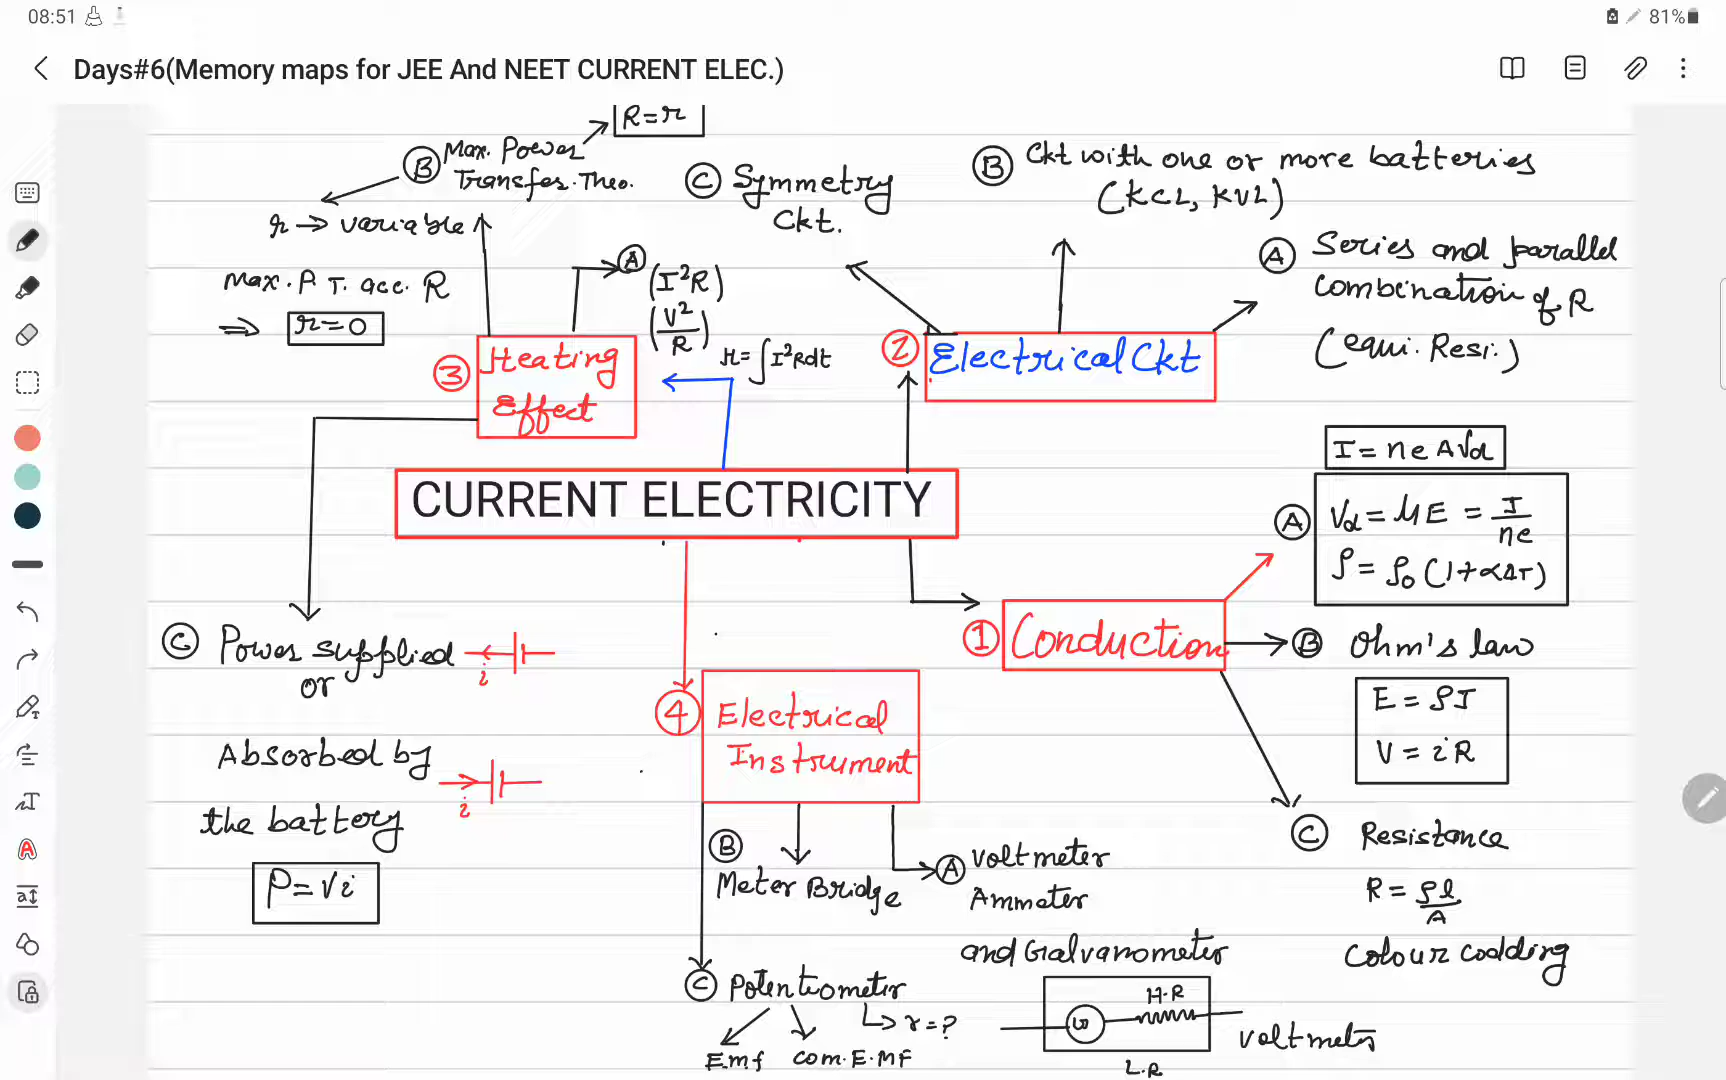 08:51
81%
Days#6(Memory maps for JEE And NEET CURRENT ELEC.)
R=r
B Max. Power
Transfer.Theo.
r → variable
Max. P. T. acc. R
⇒ r=0
C Symmetry
Ckt.
B Ckt with one or more batteries
(KCL, KVL)
A Series and parallel
combination of R
(equi. Resi.)
A (I²R)
(V²/R)
H=∫I²Rdt
3 Heating
Effect
2 Electrical Ckt
CURRENT ELECTRICITY
I = neAVd
A Vd = μE = J/ne
ρ = ρ₀(1+αΔT)
1 Conduction
B Ohm's law
E = ρJ
V = iR
C Resistance
R = ρl/A
Colour codding
C Power supplied
i
or
Absorbed by
i
the battery
P=Vi
4 Electrical
Instrument
A Voltmeter
Ammeter
and Galvanometer
B
Meter Bridge
C Potentiometer
r=?
E.m.f
com.E.MF
H.R
G
L.R
Voltmeter